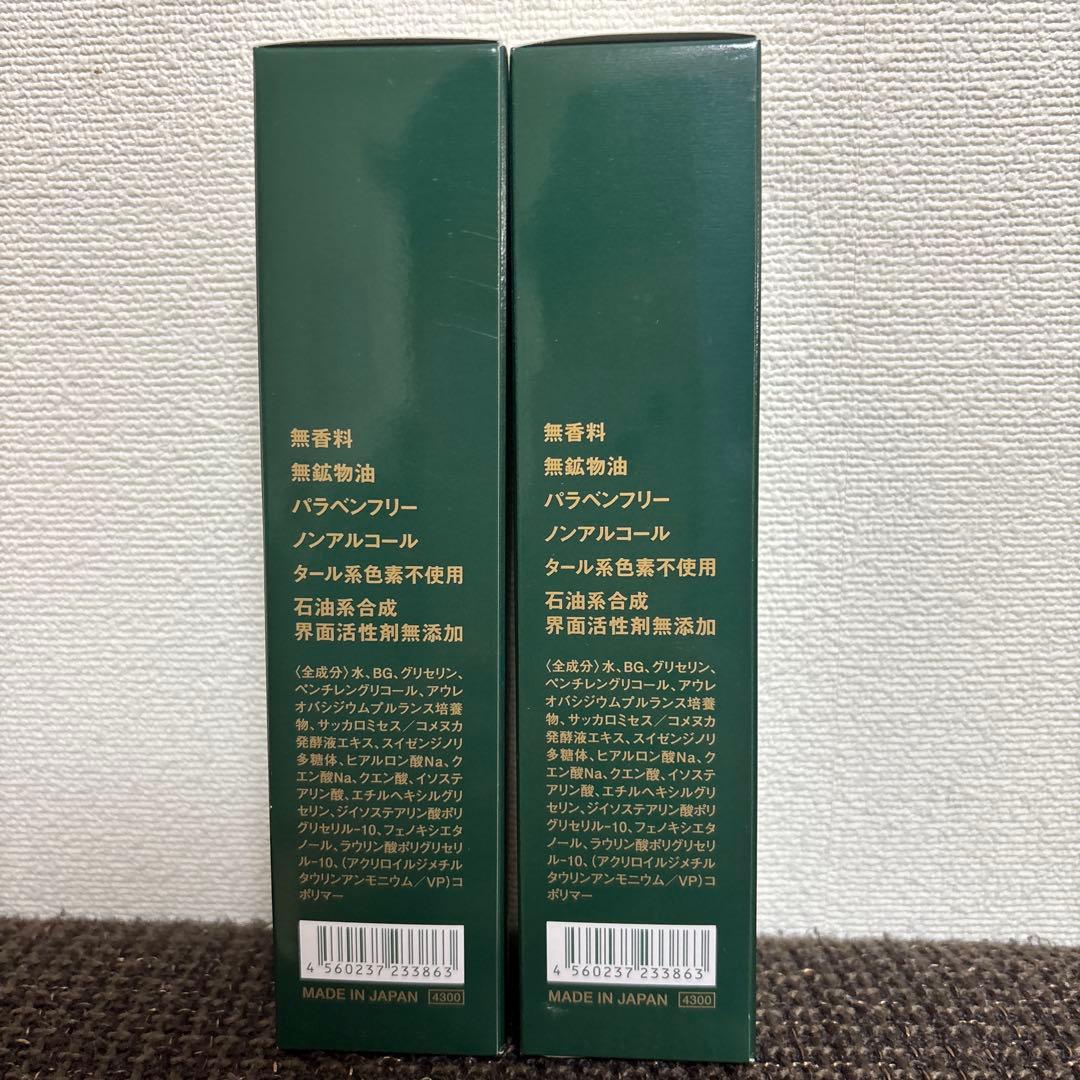 無香料
無鉱物油
パラベンフリー
ノンアルコール
タール系色素不使用
石油系合成
界面活性剤無添加
〈全成分〉水、BG、グリセリン、
ペンチレングリコール、アウレ
オバシジウムプルランス培養
物、サッカロミセス／コメヌカ
発酵液エキス、スイゼンジノリ
多糖体、ヒアルロン酸Na、ク
エン酸Na、クエン酸、イソステ
アリン酸、エチルヘキシルグリ
セリン、ジイソステアリン酸ポリ
グリセリル-10、フェノキシエタ
ノール、ラウリン酸ポリグリセリ
ル-10、(アクリロイルジメチル
タウリンアンモニウム／VP)コ
ポリマー
4 560237 233863
MADE IN JAPAN 4300
無香料
無鉱物油
パラベンフリー
ノンアルコール
タール系色素不使用
石油系合成
界面活性剤無添加
〈全成分〉水、BG、グリセリン、
ペンチレングリコール、アウレ
オバシジウムプルランス培養
物、サッカロミセス／コメヌカ
発酵液エキス、スイゼンジノリ
多糖体、ヒアルロン酸Na、ク
エン酸Na、クエン酸、イソステ
アリン酸、エチルヘキシルグリ
セリン、ジイソステアリン酸ポリ
グリセリル-10、フェノキシエタ
ノール、ラウリン酸ポリグリセリ
ル-10、(アクリロイルジメチル
タウリンアンモニウム／VP)コ
ポリマー
4 560237 233863
MADE IN JAPAN 4300